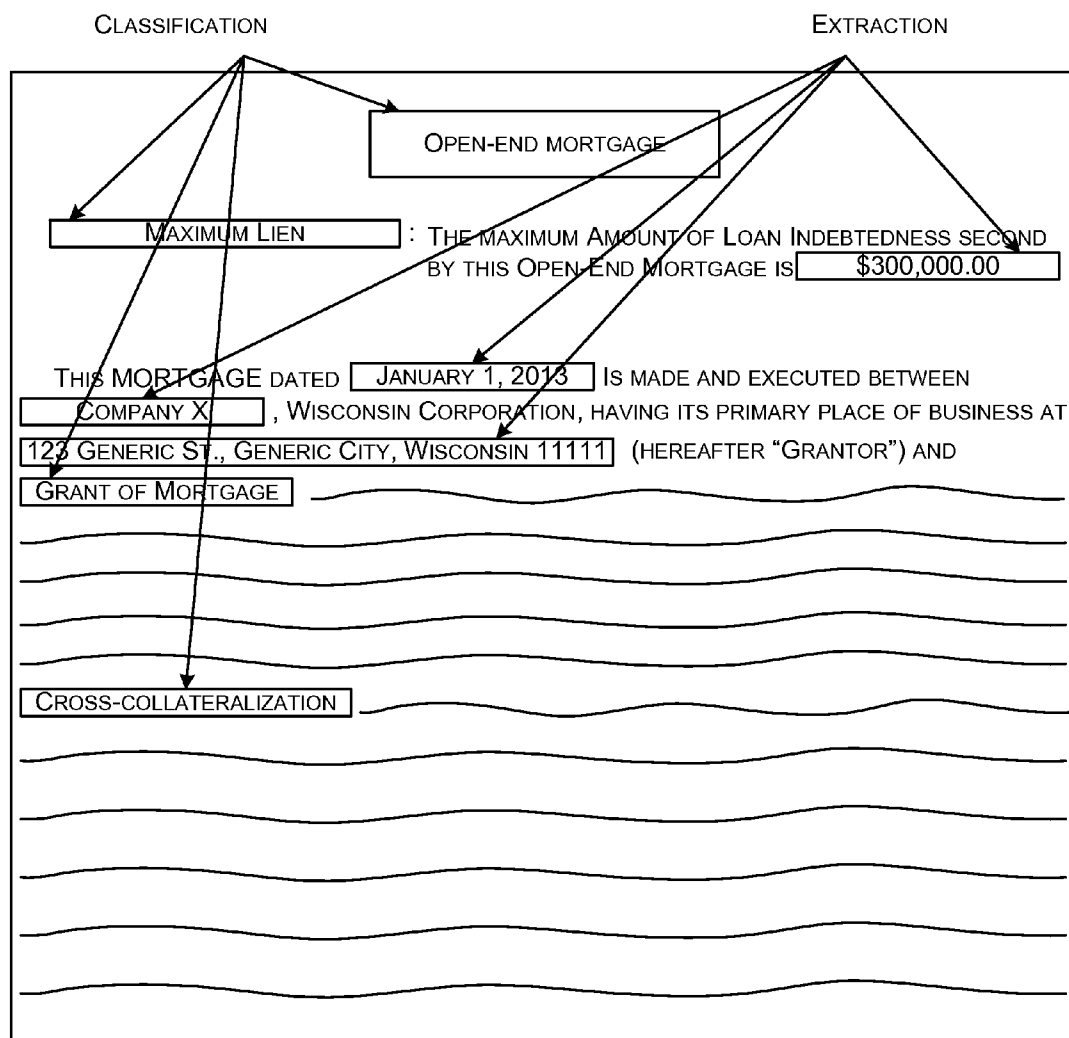 CLASSIFICATION EXTRACTION
OPEN-END MORTGAGE
MAXIMUM LIEN : THE MAXIMUM AMOUNT OF LOAN INDEBTEDNESS SECOND
BY THIS OPEN-END MORTGAGE IS $300,000.00
THIS MORTGAGE DATED JANUARY 1, 2013 IS MADE AND EXECUTED BETWEEN
COMPANY X , WISCONSIN CORPORATION, HAVING ITS PRIMARY PLACE OF BUSINESS AT
123 GENERIC ST., GENERIC CITY, WISCONSIN 11111 (HEREAFTER “GRANTOR”) AND
GRANT OF MORTGAGE
CROSS-COLLATERALIZATION